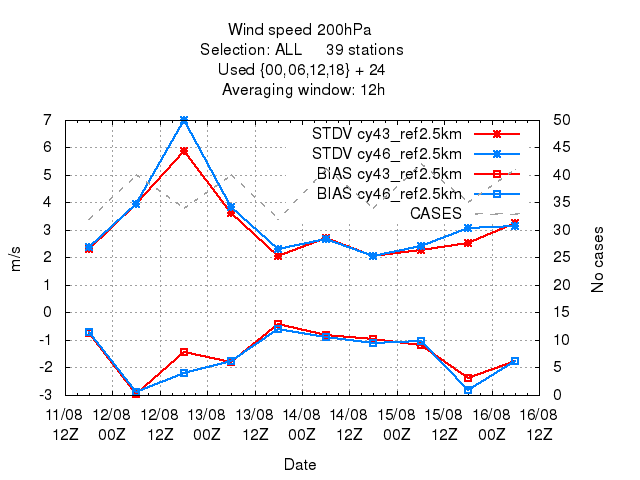 Wind speed 200hPa
Selection: ALL 39 stations
Used {00,06,12,18} + 24
Averaging window: 12h
STDV cy43_ref2.5km
STDV cy46_ref2.5km
BIAS cy43_ref2.5km
BIAS cy46_ref2.5km
CASES
7
6
5
4
3
2
1
0
-1
-2
-3
m/s
50
45
40
35
30
25
20
15
10
5
0
No cases
11/08 12/08 12/08 13/08 13/08 14/08 14/08 15/08 15/08 16/08 16/08
12Z 00Z 12Z 00Z 12Z 00Z 12Z 00Z 12Z 00Z 12Z
Date